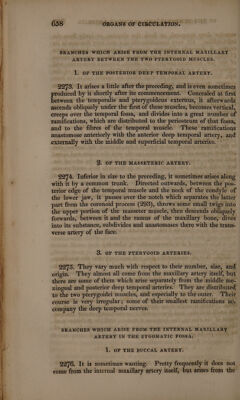 658 ORGANS OF CIRCULATION.
BRANCHES WHICH ARISE FROM THE INTERNAL MAXILLARY
ARTERY BETWEEN THE TWO PTERYGOID MUSCLES.
1. OF THE POSTERIOR DEEP TEMPORAL ARTERY.
2273. It arises a little after the preceding, and is even sometimes
produced by it shortly after its commencement. Concealed at first
between the temporalis and pterygoideus externus, it afterwards
ascends obliquely under the first of these muscles, becomes vertical,
creeps over the temporal fossa, and divides into a great number of
ramifications, which are distributed to the periosteum of that fossa,
and to the fibres of the temporal muscle. These ramifications
anastomose anteriorly with the anterior deep temporal artery, and
externally with the middle and superficial temporal arteries.
2. OF THE MASSETERIC ARTERY.
2274. Inferior in size to the preceding, it sometimes arises along
with it by a common trunk. Directed outwards, between the pos-
terior edge of the temporal muscle and the neck of the condyle of
the lower jaw, it passes over the notch which separates the latter
part from the coronoid process (283), throws some small twigs into
the upper portion of the masseter muscle, then descends obliquely
forwards, between it and the ramus of the maxillary bone, dives
into its substance, subdivides and anastomoses there with the trans-
verse artery of the face.
3. OF THE PTERYGOID ARTERIES.
2275. They vary much with respect to their number, size, and
origin. They almost all come from the maxillary artery itself, but
there are some of them which arise separately from the middle me-
ningeal and posterior deep temporal arteries. They are distributed
to the two pterygoidei muscles, and especially to the outer. Their
course is very irregular; some of their smallest ramifications ac-
company the deep temporal nerves.
BRANCHES WHICH ARISE FROM THE INTERNAL MAXILLARY
ARTERY IN THE ZYGOMATIC FOSSA.
1. OF THE BUCCAL ARTERY.
2276. It is sometimes wanting. Pretty frequently it does not
come from the internal maxillary artery itself, but arises from the